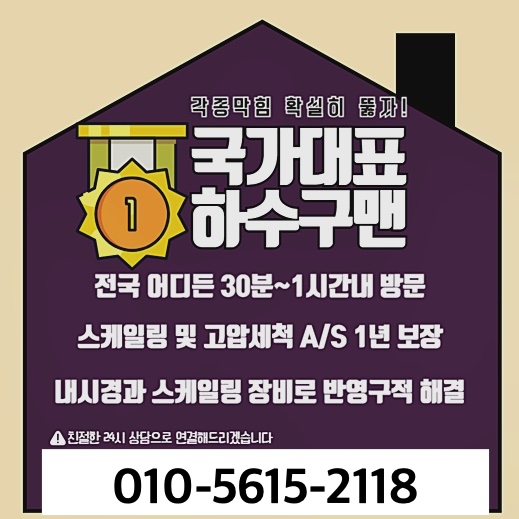 각종막힘 확실히 뚫자!
국가대표
하수구맨
1
전국 어디든 30분~1시간내 방문
스케일링 및 고압세척 A/S 1년 보장
내시경과 스케일링 장비로 반영구적 해결
친절한 24시 상담으로 연결해드리겠습니다
010-5615-2118